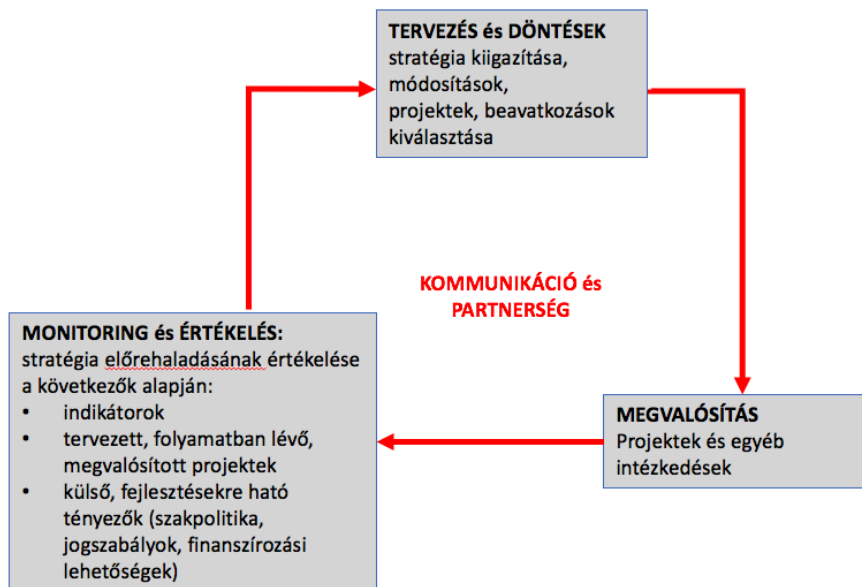 TERVEZÉS és DÖNTÉSEK
stratégia kiigazítása,
módosítások,
projektek, beavatkozások
kiválasztása
KOMMUNIKÁCIÓ és
PARTNERSÉG
MONITORING és ÉRTÉKELÉS:
stratégia előrehaladásának értékelése
a következők alapján:
• indikátorok
• tervezett, folyamatban lévő,
megvalósított projektek
• külső, fejlesztésekre ható
tényezők (szakpolitika,
jogszabályok, finanszírozási
lehetőségek)
MEGVALÓSÍTÁS
Projektek és egyéb
intézkedések